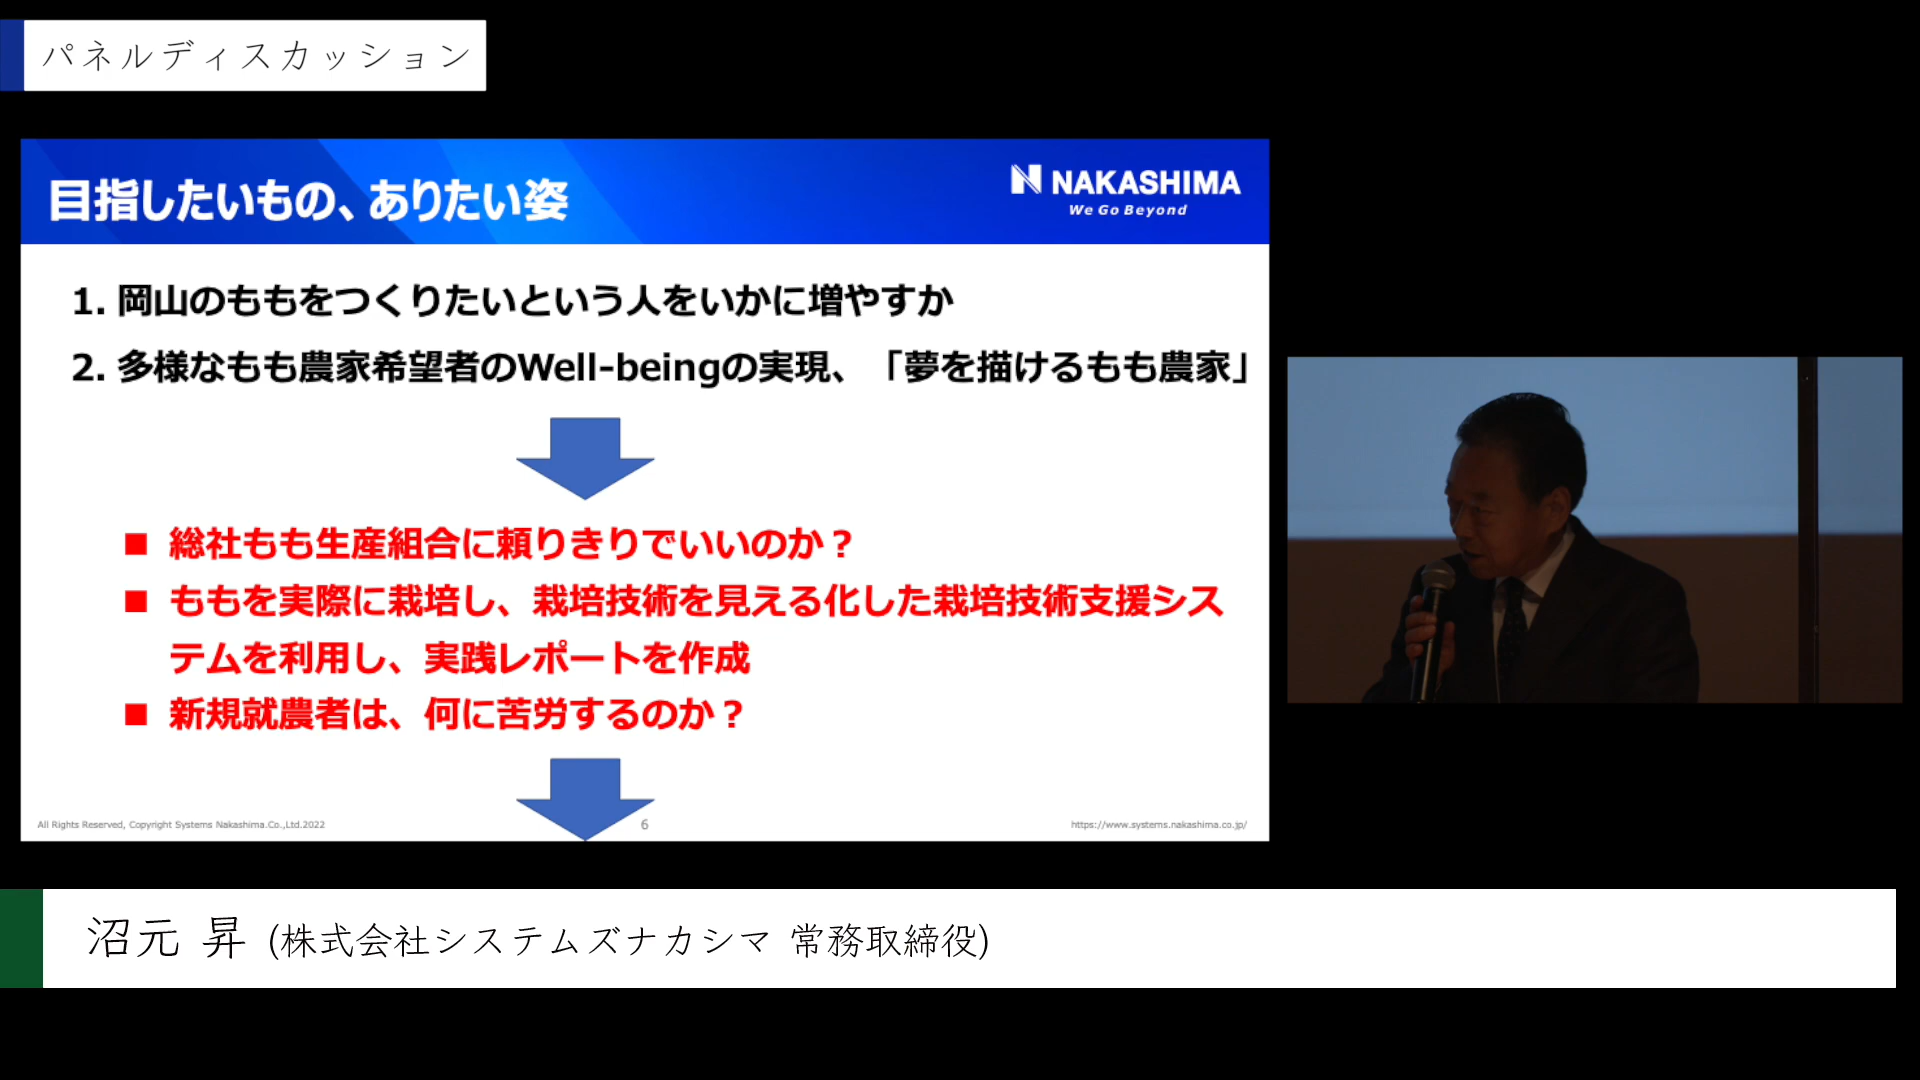 パネルディスカッション
目指したいもの、ありたい姿
NAKASHIMA
We Go Beyond
1. 岡山のももをつくりたいという人をいかに増やすか
2. 多様なもも農家希望者のWell-beingの実現、「夢を描けるもも農家」
■ 総社もも生産組合に頼りきりでいいのか？
■ ももを実際に栽培し、栽培技術を見える化した栽培技術支援シス
テムを利用し、実践レポートを作成
■ 新規就農者は、何に苦労するのか？
All Rights Reserved, Copyright Systems Nakashima.Co.,Ltd.2022
6
https://www.systems.nakashima.co.jp/
沼元 昇 (株式会社システムズナカシマ 常務取締役)